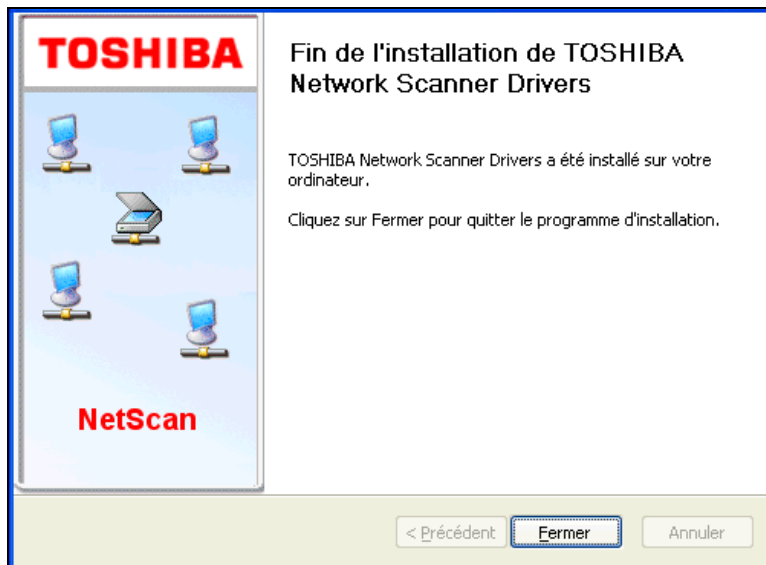 TOSHIBA
NetScan
Fin de l'installation de TOSHIBA
Network Scanner Drivers
TOSHIBA Network Scanner Drivers a été installé sur votre
ordinateur.
Cliquez sur Fermer pour quitter le programme d'installation.
< Précédent
Fermer
Annuler